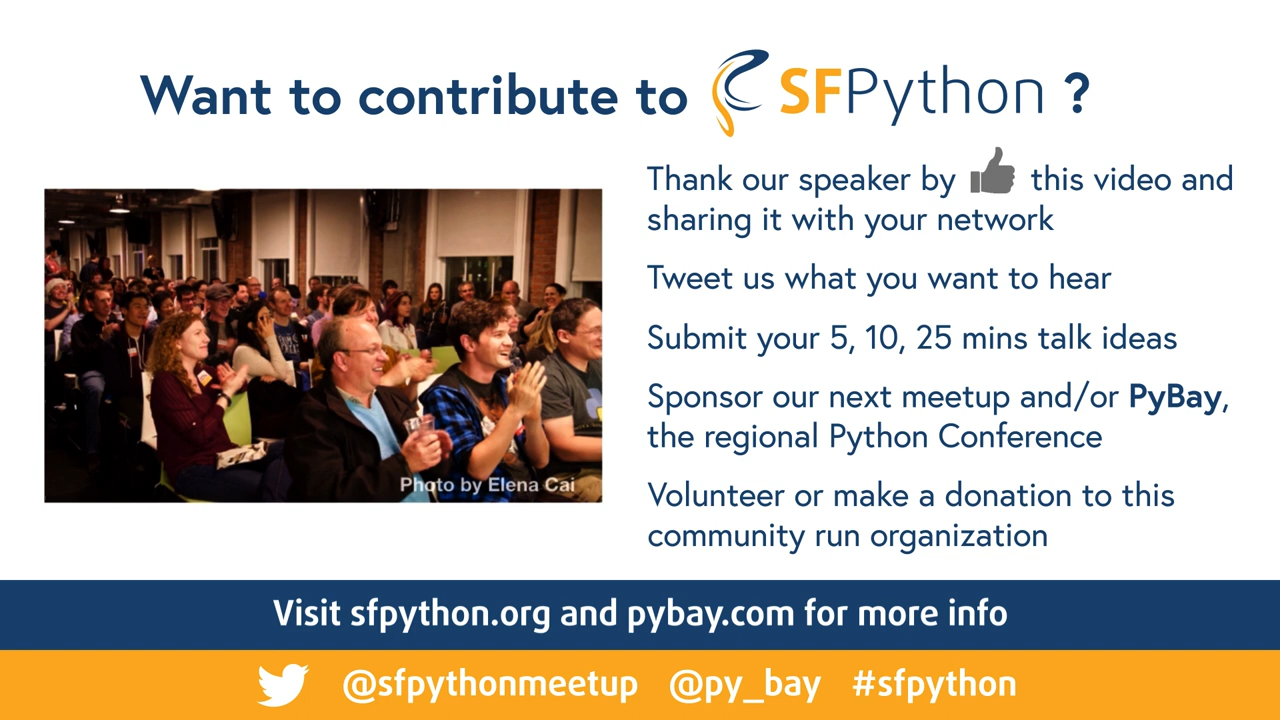 Want to contribute to SFPython ?
Thank our speaker by this video and
sharing it with your network
Tweet us what you want to hear
Submit your 5, 10, 25 mins talk ideas
Sponsor our next meetup and/or PyBay,
the regional Python Conference
Volunteer or make a donation to this
community run organization
Photo by Elena Cai
Visit sfpython.org and pybay.com for more info
@sfpythonmeetup @py_bay #sfpython